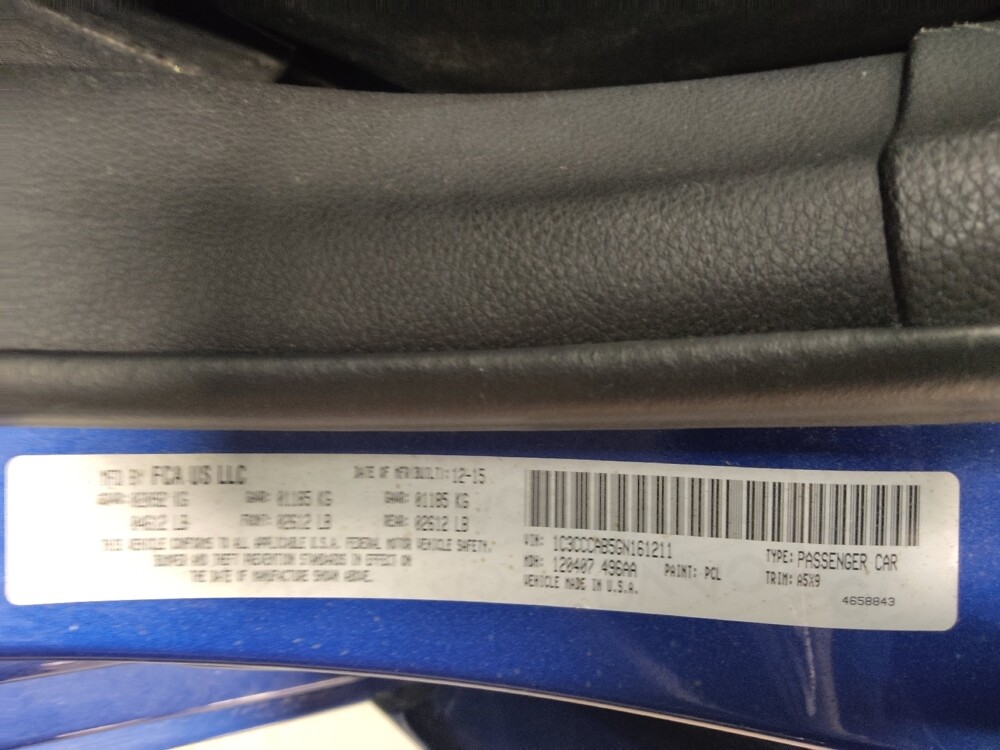 MFD BY FCA US LLC DATE OF MFR(BUILT): 12-15
GVWR: 02092 KG GAWR: 01185 KG GAWR: 01185 KG
04612 LB FRONT: 02612 LB REAR: 02612 LB
THIS VEHICLE CONFORMS TO ALL APPLICABLE U.S.A. FEDERAL MOTOR VEHICLE SAFETY,
BUMPER AND THEFT PREVENTION STANDARDS IN EFFECT ON
THE DATE OF MANUFACTURE SHOWN ABOVE.
VIN: 1C3CCCAB5GN161211 TYPE: PASSENGER CAR
MDH: 120407 496AA PAINT: PCL TRIM: A5X9
VEHICLE MADE IN U.S.A.
4658843